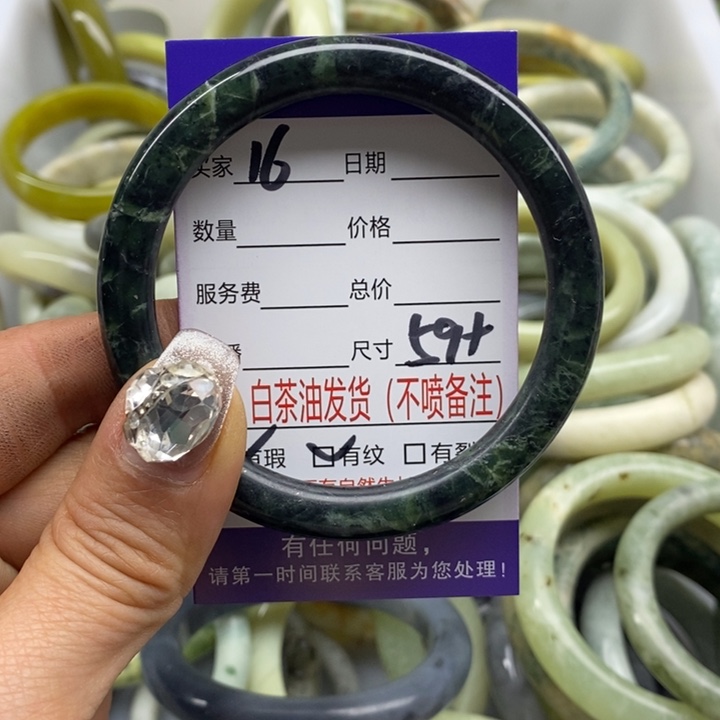 买家 16 日期
数量 价格
服务费 总价
尺寸 59+
白茶油发货（不喷备注）
有瑕 ☑有纹 □有裂
有任何问题，
请第一时间联系客服为您处理！